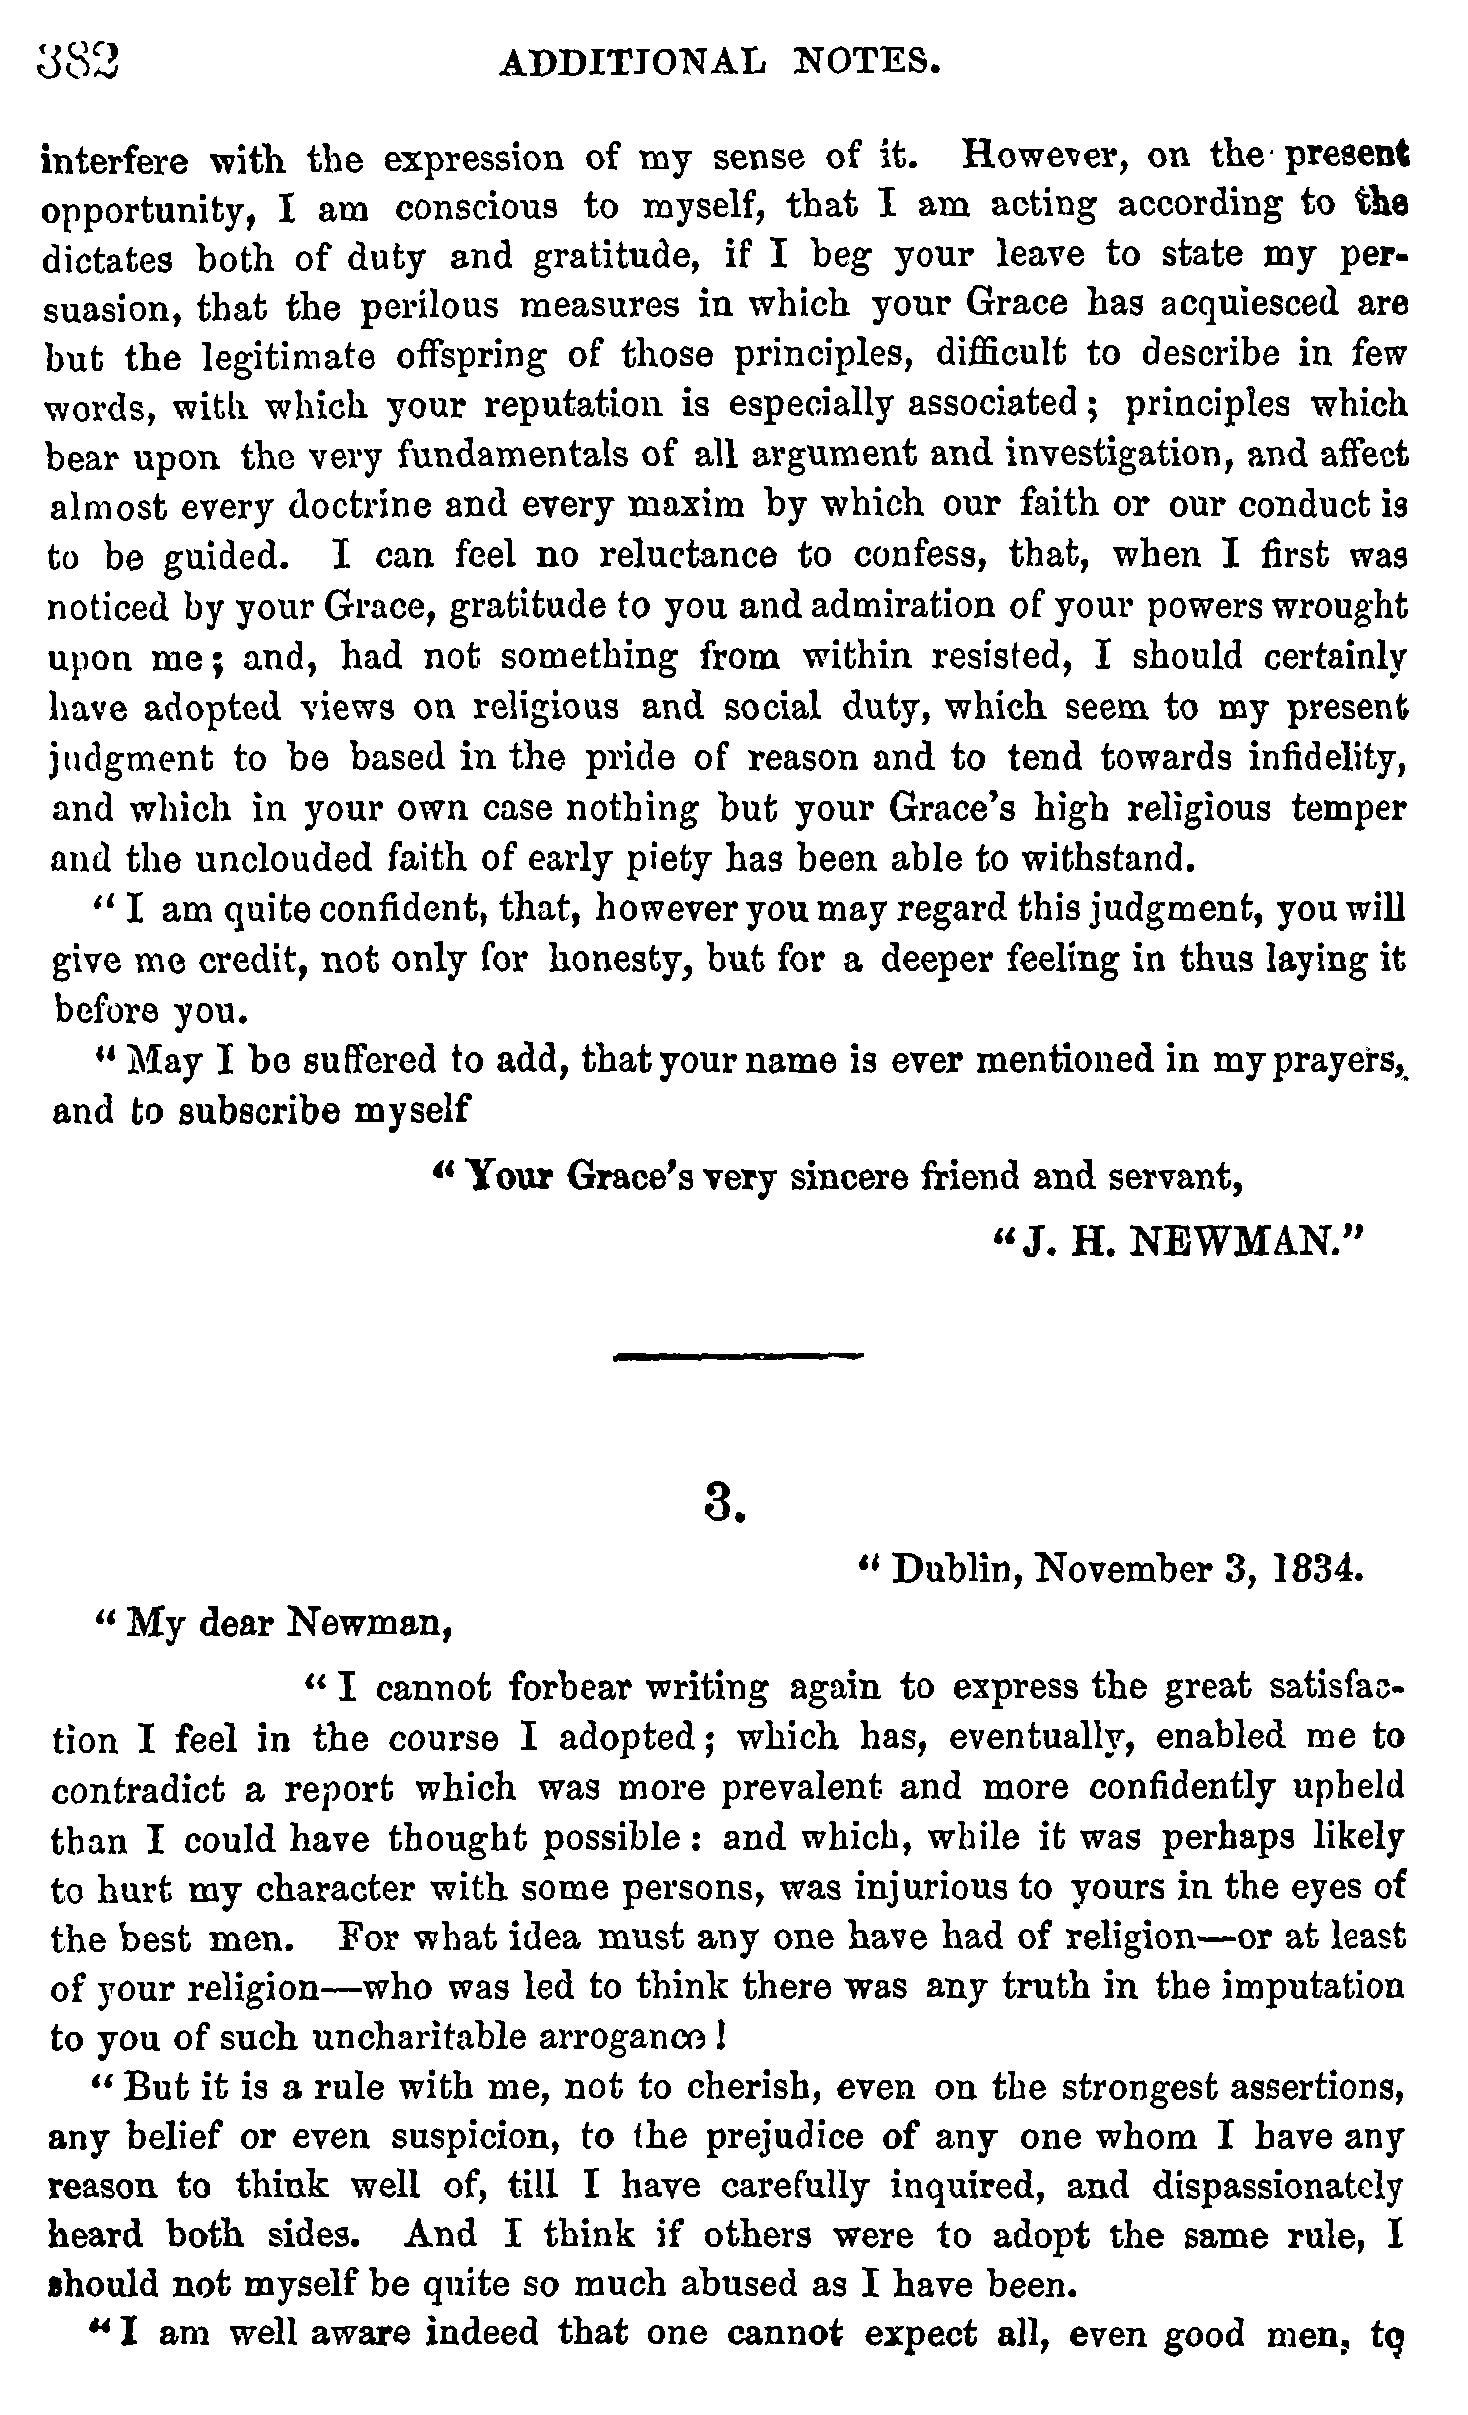 382 ADDITIONAL NOTES.
interfere with the expression of my sense of it. However, on the present
opportunity, I am conscious to myself, that I am acting according to the
dictates both of duty and gratitude, if I beg your leave to state my per-
suasion, that the perilous measures in which your Grace has acquiesced are
but the legitimate offspring of those principles, difficult to describe in few
words, with which your reputation is especially associated; principles which
bear upon the very fundamentals of all argument and investigation, and affect
almost every doctrine and every maxim by which our faith or our conduct is
to be guided. I can feel no reluctance to confess, that, when I first was
noticed by your Grace, gratitude to you and admiration of your powers wrought
upon me; and, had not something from within resisted, I should certainly
have adopted views on religious and social duty, which seem to my present
judgment to be based in the pride of reason and to tend towards infidelity,
and which in your own case nothing but your Grace's high religious temper
and the unclouded faith of early piety has been able to withstand.
"I am quite confident, that, however you may regard this judgment, you will
give me credit, not only for honesty, but for a deeper feeling in thus laying it
before you.
"May I be suffered to add, that your name is ever mentioned in my prayers,
and to subscribe myself
"Your Grace's very sincere friend and servant,
"J. H. NEWMAN."
3.
"Dublin, November 3, 1834.
"My dear Newman,
"I cannot forbear writing again to express the great satisfac-
tion I feel in the course I adopted; which has, eventually, enabled me to
contradict a report which was more prevalent and more confidently upheld
than I could have thought possible: and which, while it was perhaps likely
to hurt my character with some persons, was injurious to yours in the eyes of
the best men. For what idea must any one have had of religion—or at least
of your religion—who was led to think there was any truth in the imputation
to you of such uncharitable arrogance!
"But it is a rule with me, not to cherish, even on the strongest assertions,
any belief or even suspicion, to the prejudice of any one whom I have any
reason to think well of, till I have carefully inquired, and dispassionately
heard both sides. And I think if others were to adopt the same rule, I
should not myself be quite so much abused as I have been.
"I am well aware indeed that one cannot expect all, even good men, to